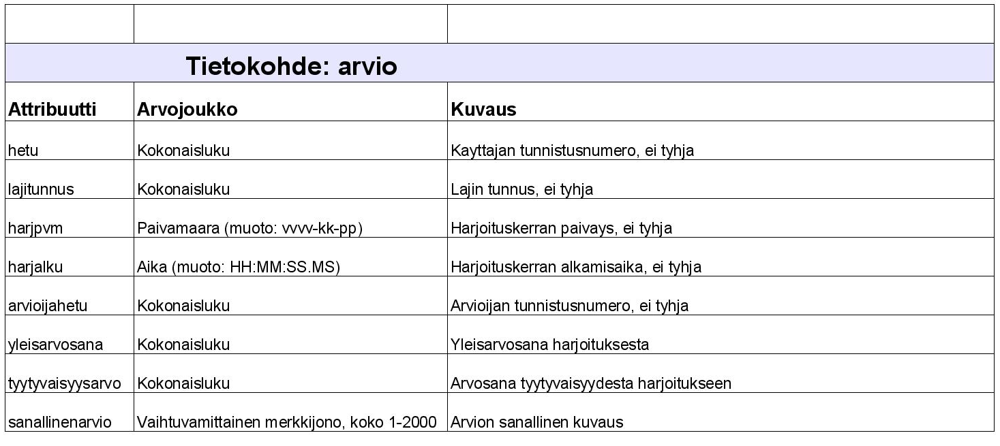 Tietokohde: arvio
Attribuutti Arvojoukko Kuvaus
hetu Kokonaisluku Kayttajan tunnistusnumero, ei tyhja
lajitunnus Kokonaisluku Lajin tunnus, ei tyhja
harjpvm Paivamaara (muoto: vvvv-kk-pp) Harjoituskerran paivays, ei tyhja
harjalku Aika (muoto: HH:MM:SS.MS) Harjoituskerran alkamisaika, ei tyhja
arvioijahetu Kokonaisluku Arvioijan tunnistusnumero, ei tyhja
yleisarvosana Kokonaisluku Yleisarvosana harjoituksesta
tyytyvaisyysarvo Kokonaisluku Arvosana tyytyvaisyydesta harjoitukseen
sanallinenarvio Vaihtuvamittainen merkkijono, koko 1-2000 Arvion sanallinen kuvaus